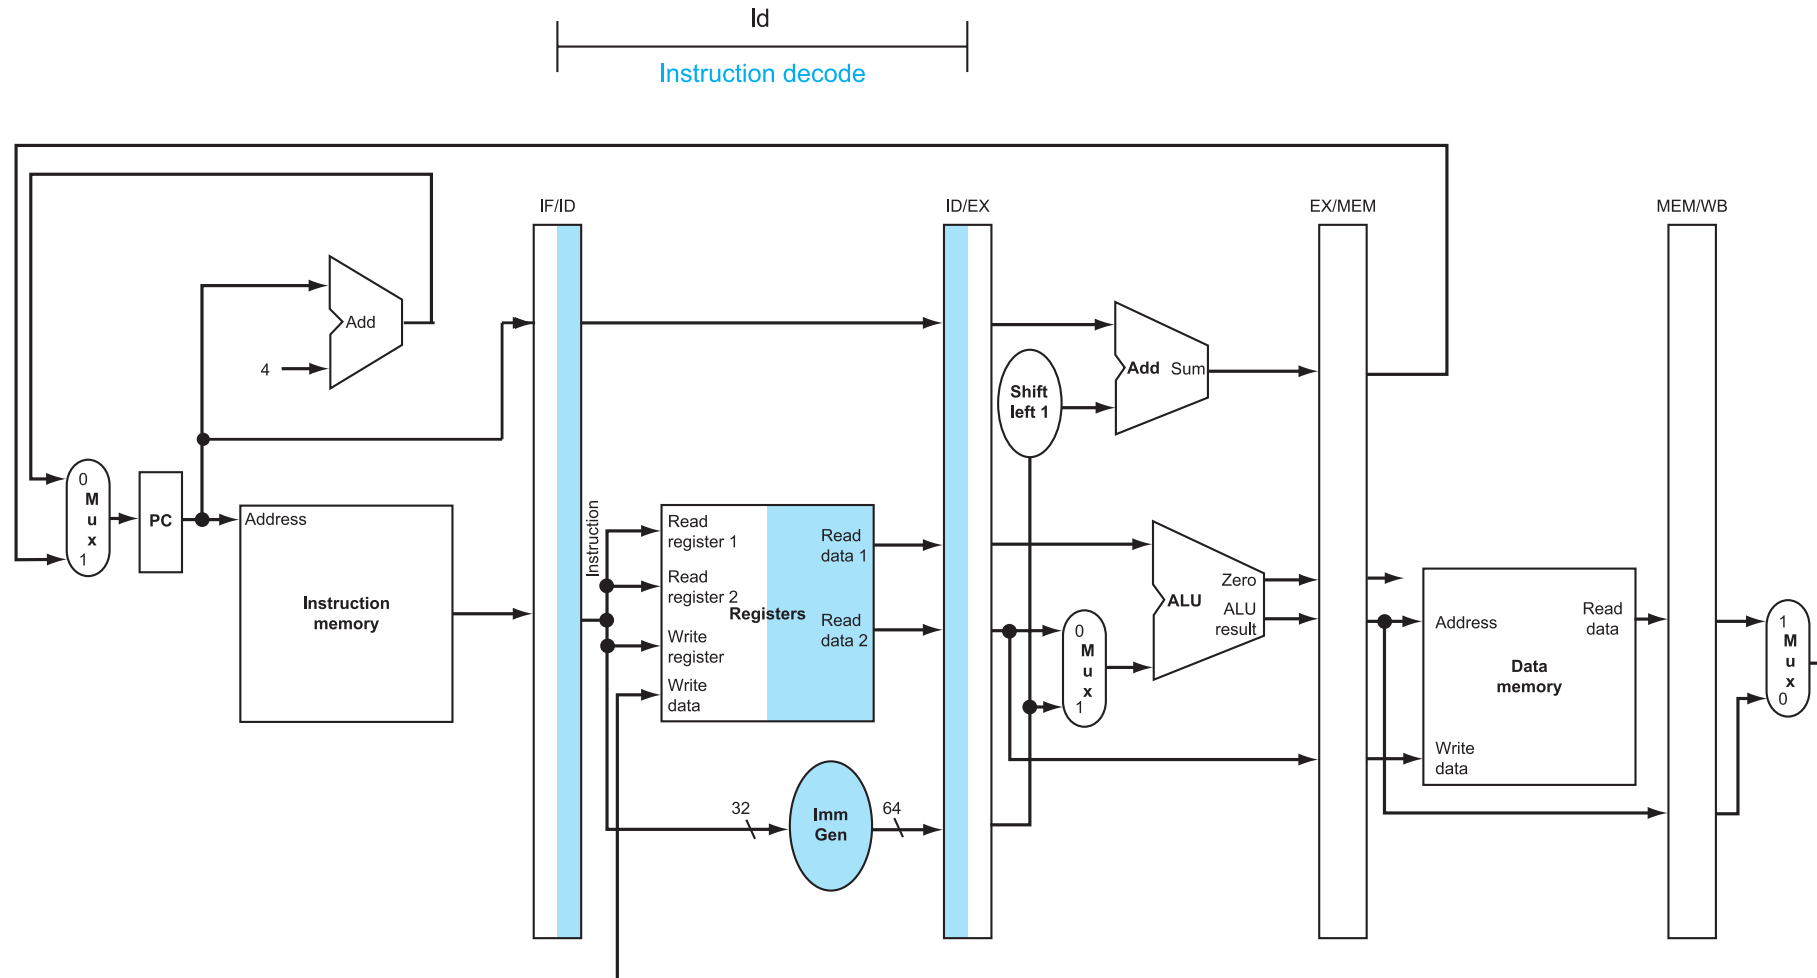 ld
Instruction decode
IF/ID
ID/EX
EX/MEM
MEM/WB
Add
4
0
M
u
x
1
PC
Address
Instruction
memory
Instruction
Read
register 1
Read
register 2
Write
register
Write
data
Registers
Read
data 1
Read
data 2
32
Imm
Gen
64
Shift
left 1
Add Sum
0
M
u
x
1
Zero
ALU
ALU
result
Address
Read
data
Data
memory
Write
data
1
M
u
x
0